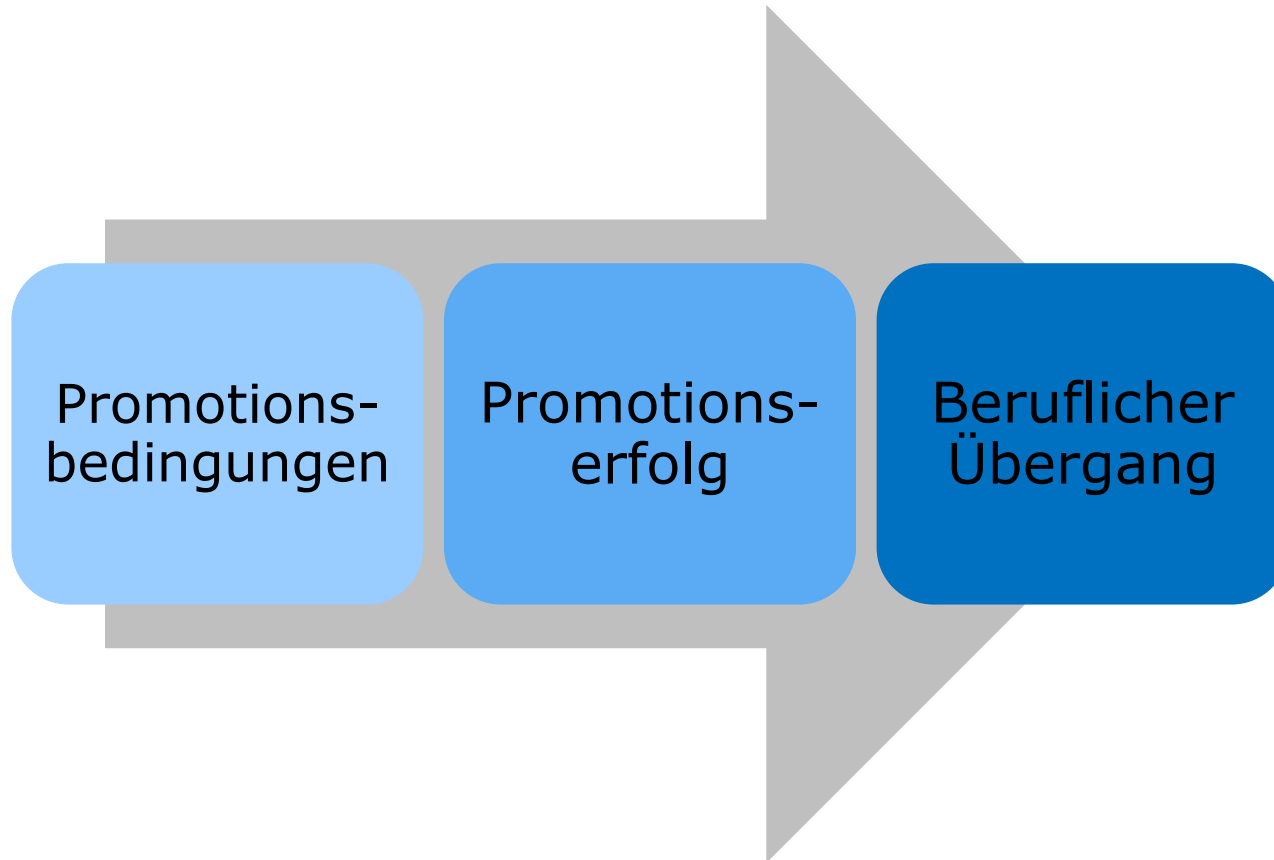 Promotions-
bedingungen
Promotions-
erfolg
Beruflicher
Übergang